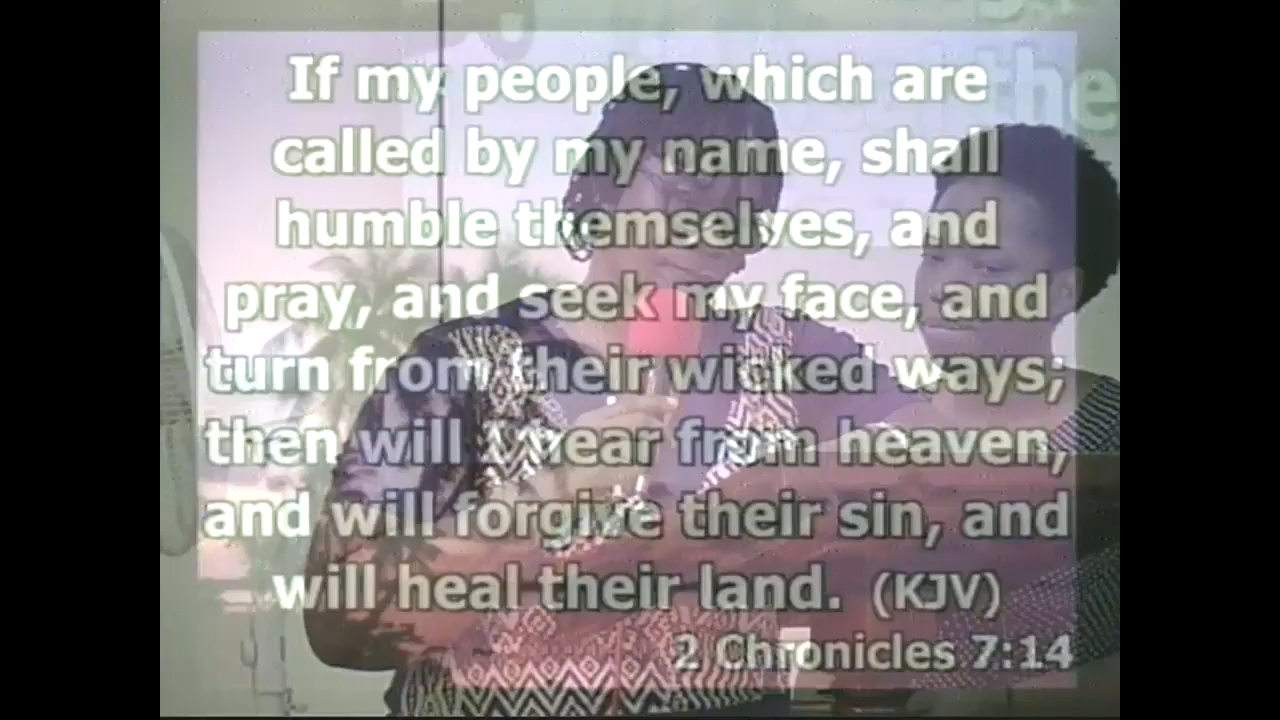 the
If my people, which are
called by my name, shall
humble themselves, and
pray, and seek my face, and
turn from their wicked ways;
then will I hear from heaven,
and will forgive their sin, and
will heal their land. (KJV)
2 Chronicles 7:14